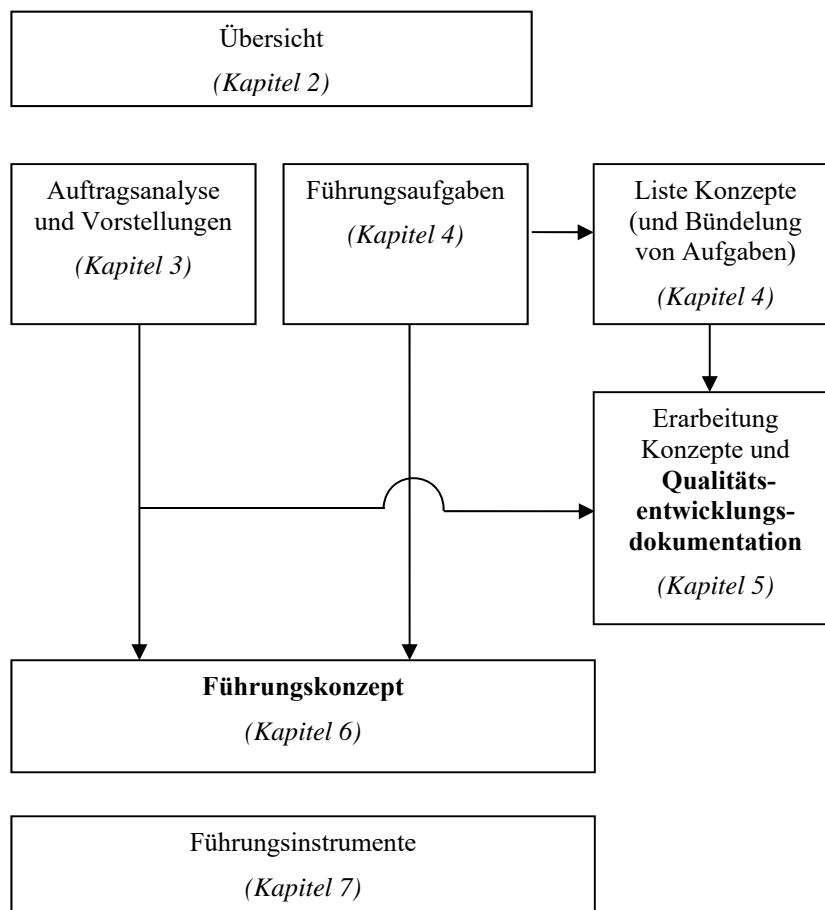 Übersicht
(Kapitel 2)
Auftragsanalyse
und Vorstellungen
(Kapitel 3)
Führungsaufgaben
(Kapitel 4)
Liste Konzepte
(und Bündelung
von Aufgaben)
(Kapitel 4)
Erarbeitung
Konzepte und
Qualitäts-
entwicklungs-
dokumentation
(Kapitel 5)
Führungskonzept
(Kapitel 6)
Führungsinstrumente
(Kapitel 7)